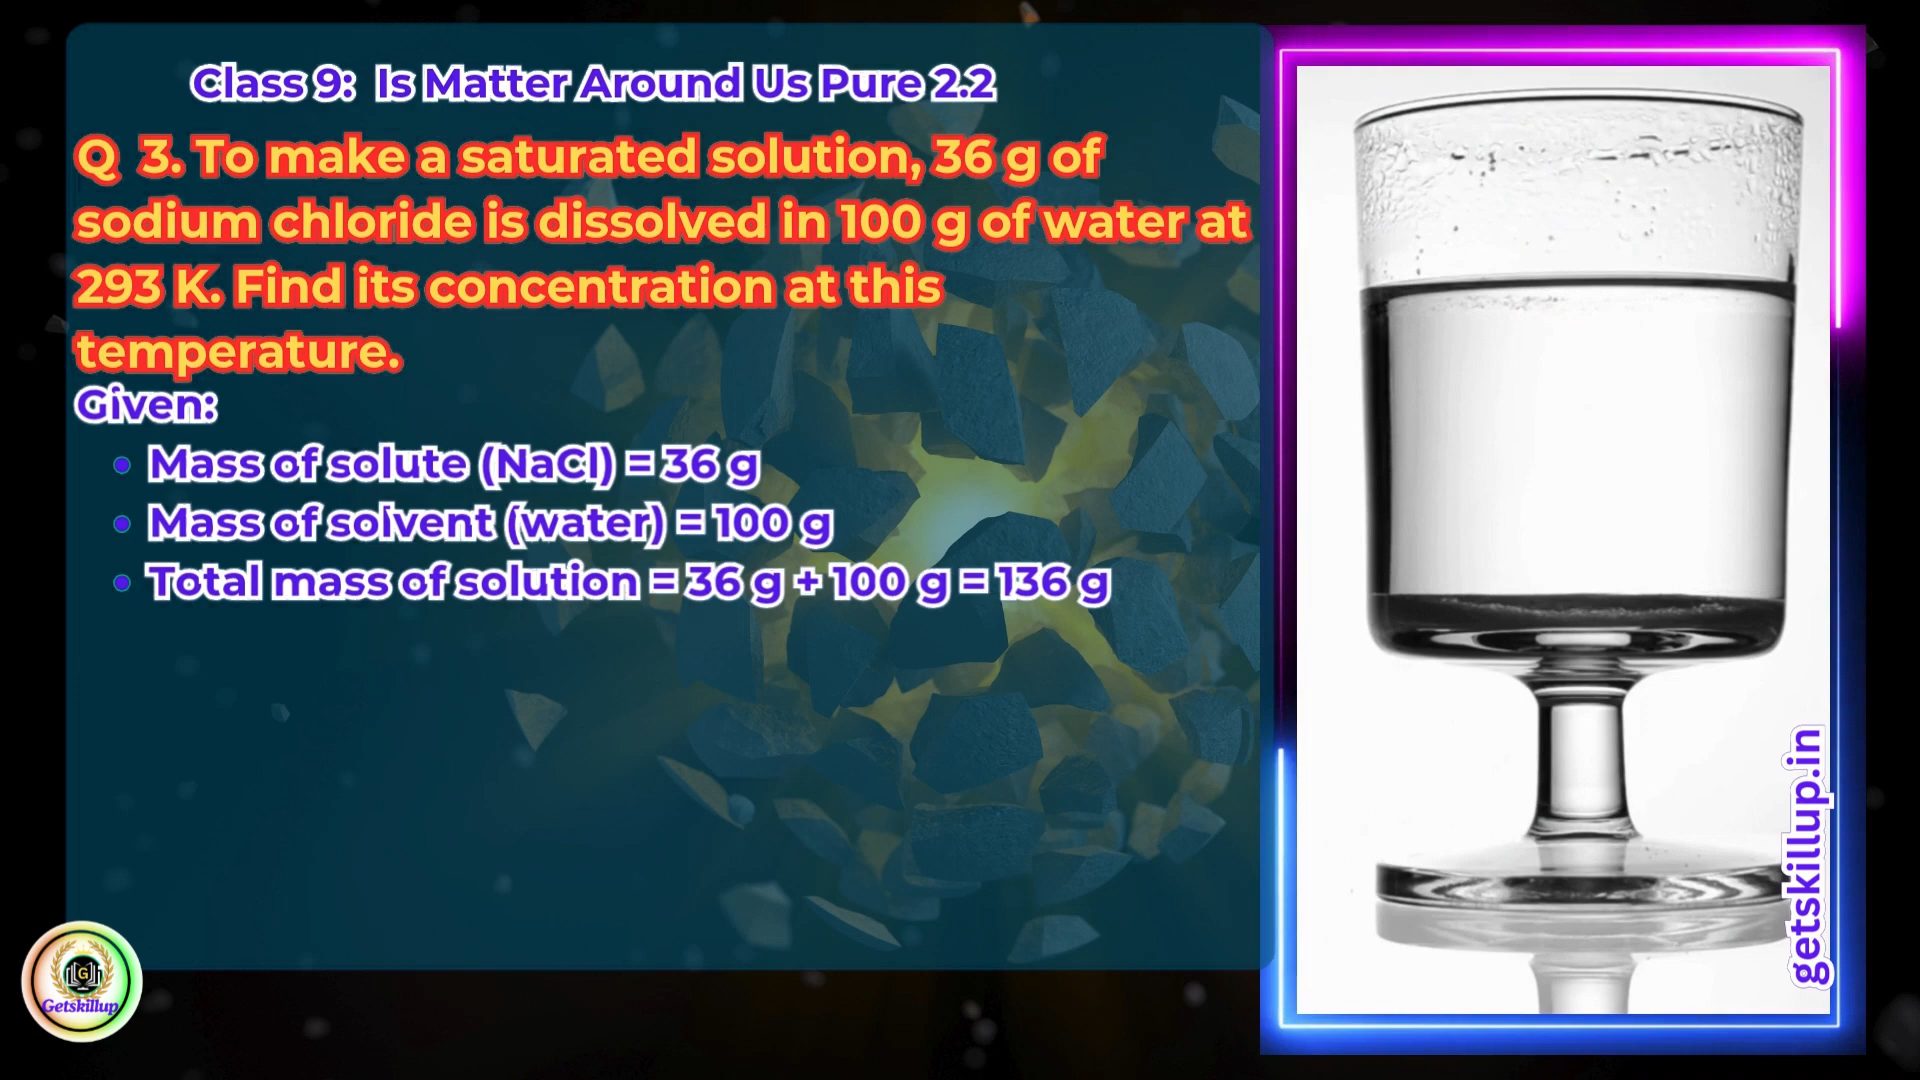 Class 9: Is Matter Around Us Pure 2.2
Q 3. To make a saturated solution, 36 g of
sodium chloride is dissolved in 100 g of water at
293 K. Find its concentration at this
temperature.
Given:
• Mass of solute (NaCl) = 36 g
• Mass of solvent (water) = 100 g
• Total mass of solution = 36 g + 100 g = 136 g
getskillup.in
G
Getskillup